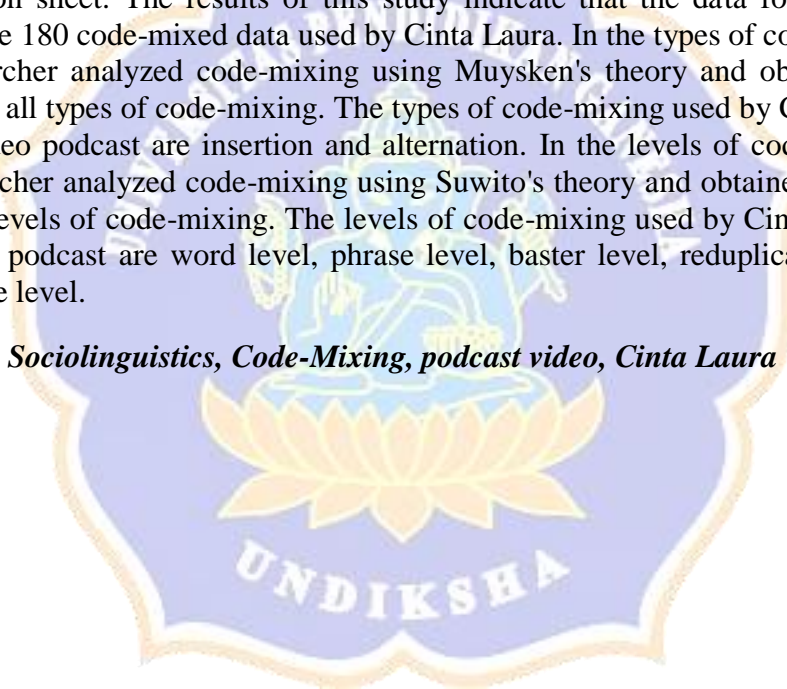 on sheet. The results of this study indicate that the data fo
e 180 code-mixed data used by Cinta Laura. In the types of co
rcher analyzed code-mixing using Muysken's theory and ob
all types of code-mixing. The types of code-mixing used by C
eo podcast are insertion and alternation. In the levels of cod
cher analyzed code-mixing using Suwito's theory and obtaine
evels of code-mixing. The levels of code-mixing used by Cin
podcast are word level, phrase level, baster level, reduplica
e level.
Sociolinguistics, Code-Mixing, podcast video, Cinta Laura
UNDIKSHA